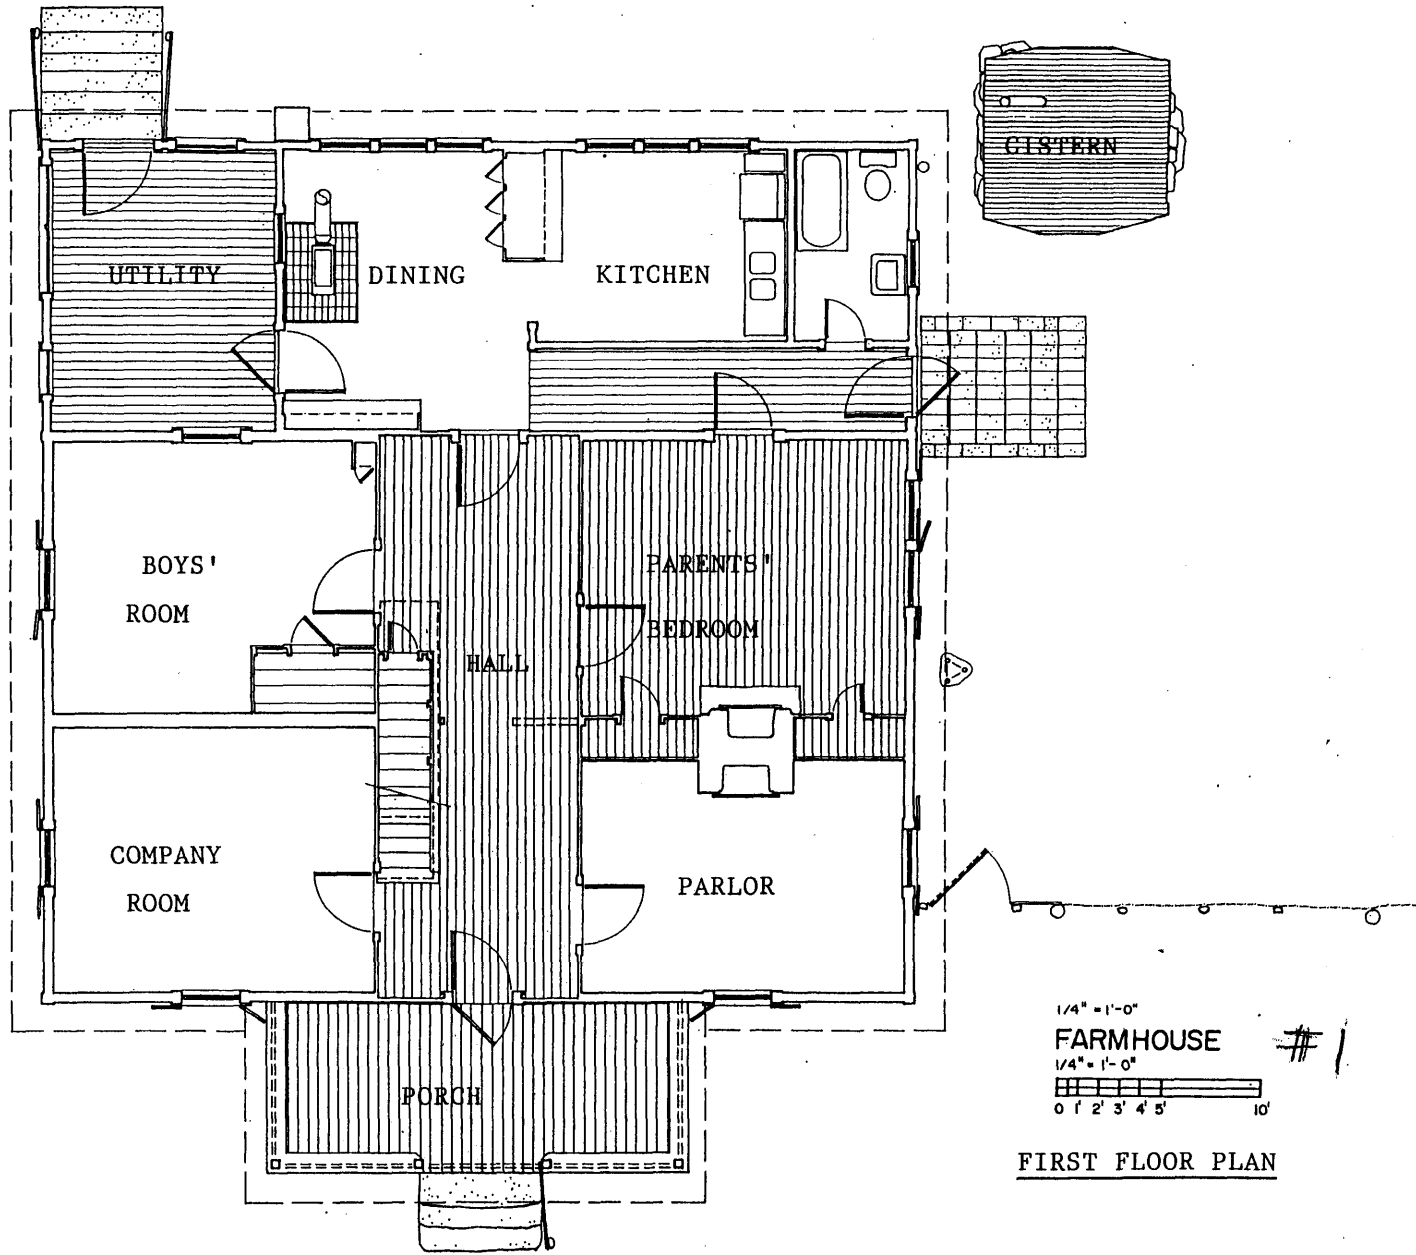 CISTERN
UTILITY
DINING
KITCHEN
BOYS'
ROOM
PARENTS'
BEDROOM
HALL
COMPANY
ROOM
PARLOR
PORCH
1/4" = 1'-0"
FARMHOUSE #1
1/4" = 1'-0"
0 1' 2' 3' 4' 5' 10'
FIRST FLOOR PLAN